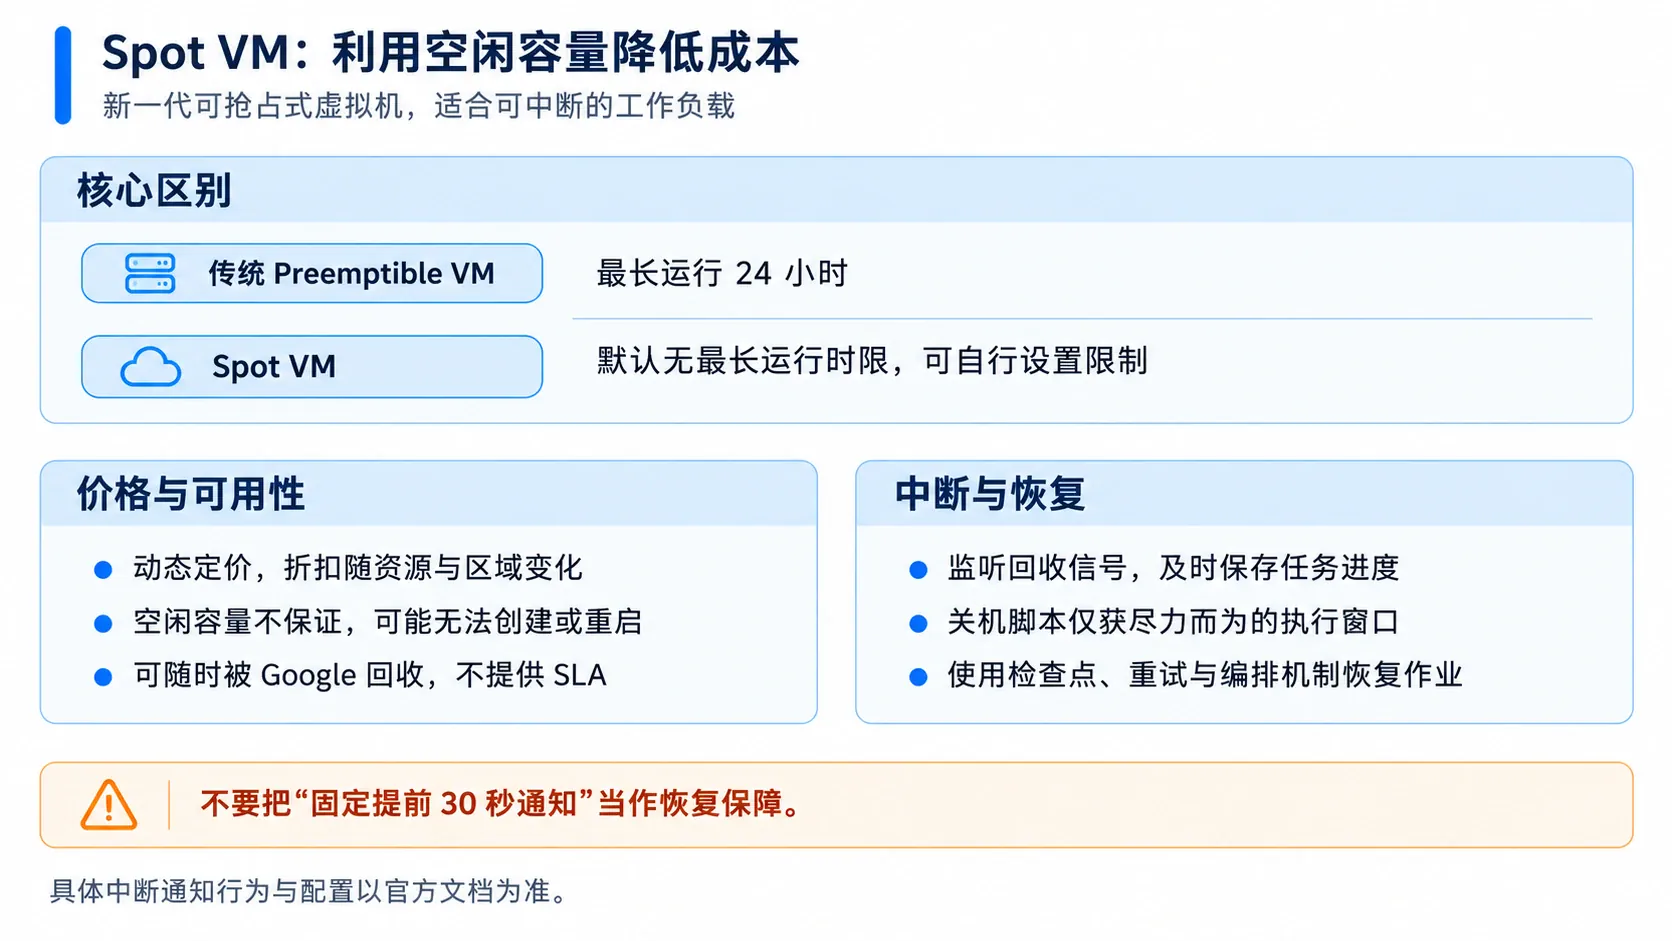 Spot VM：利用空闲容量降低成本
新一代可抢占式虚拟机，适合可中断的工作负载
核心区别
传统 Preemptible VM
最长运行 24 小时
Spot VM
默认无最长运行时限，可自行设置限制
价格与可用性
动态定价，折扣随资源与区域变化
空闲容量不保证，可能无法创建或重启
可随时被 Google 回收，不提供 SLA
中断与恢复
监听回收信号，及时保存任务进度
关机脚本仅获尽力而为的执行窗口
使用检查点、重试与编排机制恢复作业
不要把“固定提前 30 秒通知”当作恢复保障。
具体中断通知行为与配置以官方文档为准。